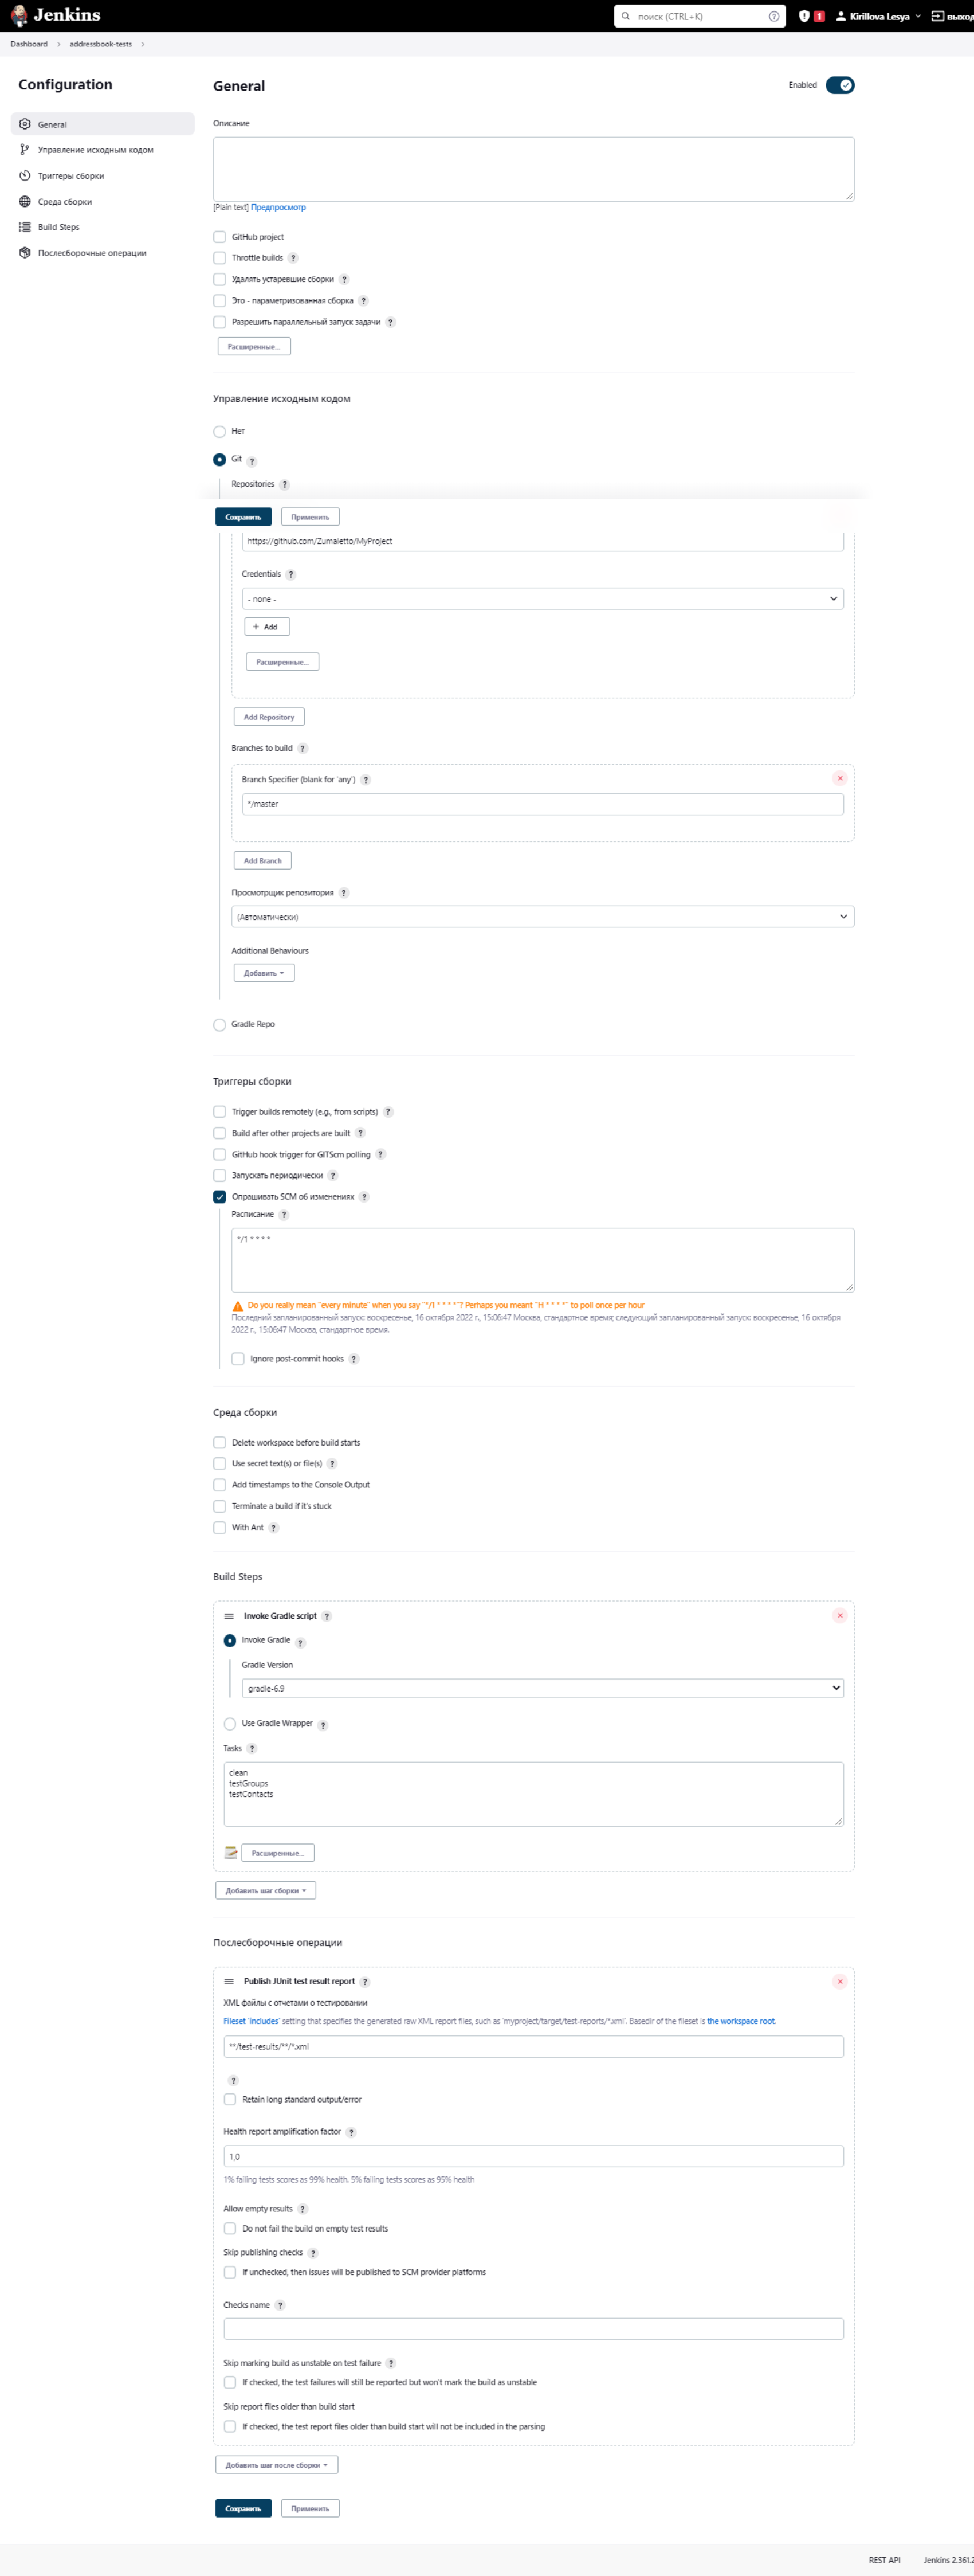 Jenkins
поиск (CTRL+K)
1
Kirillova Lesya
выход
Dashboard > addressbook-tests >
Configuration
General
Управление исходным кодом
Триггеры сборки
Среда сборки
Build Steps
Послесборочные операции
General
Enabled
Описание
[Plain text] Предпросмотр
GitHub project
Throttle builds ?
Удалять устаревшие сборки ?
Это - параметризованная сборка ?
Разрешить параллельный запуск задачи ?
Расширенные...
Управление исходным кодом
Нет
Git ?
Repositories ?
Сохранить
Применить
https://github.com/Zumaletto/MyProject
Credentials ?
- none -
+ Add
Расширенные...
Add Repository
Branches to build ?
Branch Specifier (blank for 'any') ?
*/master
Add Branch
Просмотрщик репозитория ?
(Автоматически)
Additional Behaviours
Добавить
Gradle Repo
Триггеры сборки
Trigger builds remotely (e.g., from scripts) ?
Build after other projects are built ?
GitHub hook trigger for GITScm polling ?
Запускать периодически ?
Опрашивать SCM об изменениях ?
Расписание ?
*/1 * * * *
Do you really mean "every minute" when you say "*/1 * * * *"? Perhaps you meant "H * * * *" to poll once per hour
Последний запланированный запуск: воскресенье, 16 октября 2022 г., 15:06:47 Москва, стандартное время; следующий запланированный запуск: воскресенье, 16 октября
2022 г., 15:06:47 Москва, стандартное время.
Ignore post-commit hooks ?
Среда сборки
Delete workspace before build starts
Use secret text(s) or file(s) ?
Add timestamps to the Console Output
Terminate a build if it's stuck
With Ant ?
Build Steps
Invoke Gradle script ?
Invoke Gradle ?
Gradle Version
gradle-6.9
Use Gradle Wrapper ?
Tasks ?
clean
testGroups
testContacts
Расширенные...
Добавить шаг сборки
Послесборочные операции
Publish JUnit test result report ?
XML файлы с отчетами о тестировании
Fileset 'includes' setting that specifies the generated raw XML report files, such as 'myproject/target/test-reports/*.xml'. Basedir of the fileset is the workspace root.
**/test-results/**/*.xml
?
Retain long standard output/error
Health report amplification factor ?
1,0
1% failing tests scores as 99% health. 5% failing tests scores as 95% health
Allow empty results ?
Do not fail the build on empty test results
Skip publishing checks ?
If unchecked, then issues will be published to SCM provider platforms
Checks name ?
Skip marking build as unstable on test failure ?
If checked, the test failures will still be reported but won't mark the build as unstable
Skip report files older than build start
If checked, the test report files older than build start will not be included in the parsing
Добавить шаг после сборки
Сохранить
Применить
REST API
Jenkins 2.361.2